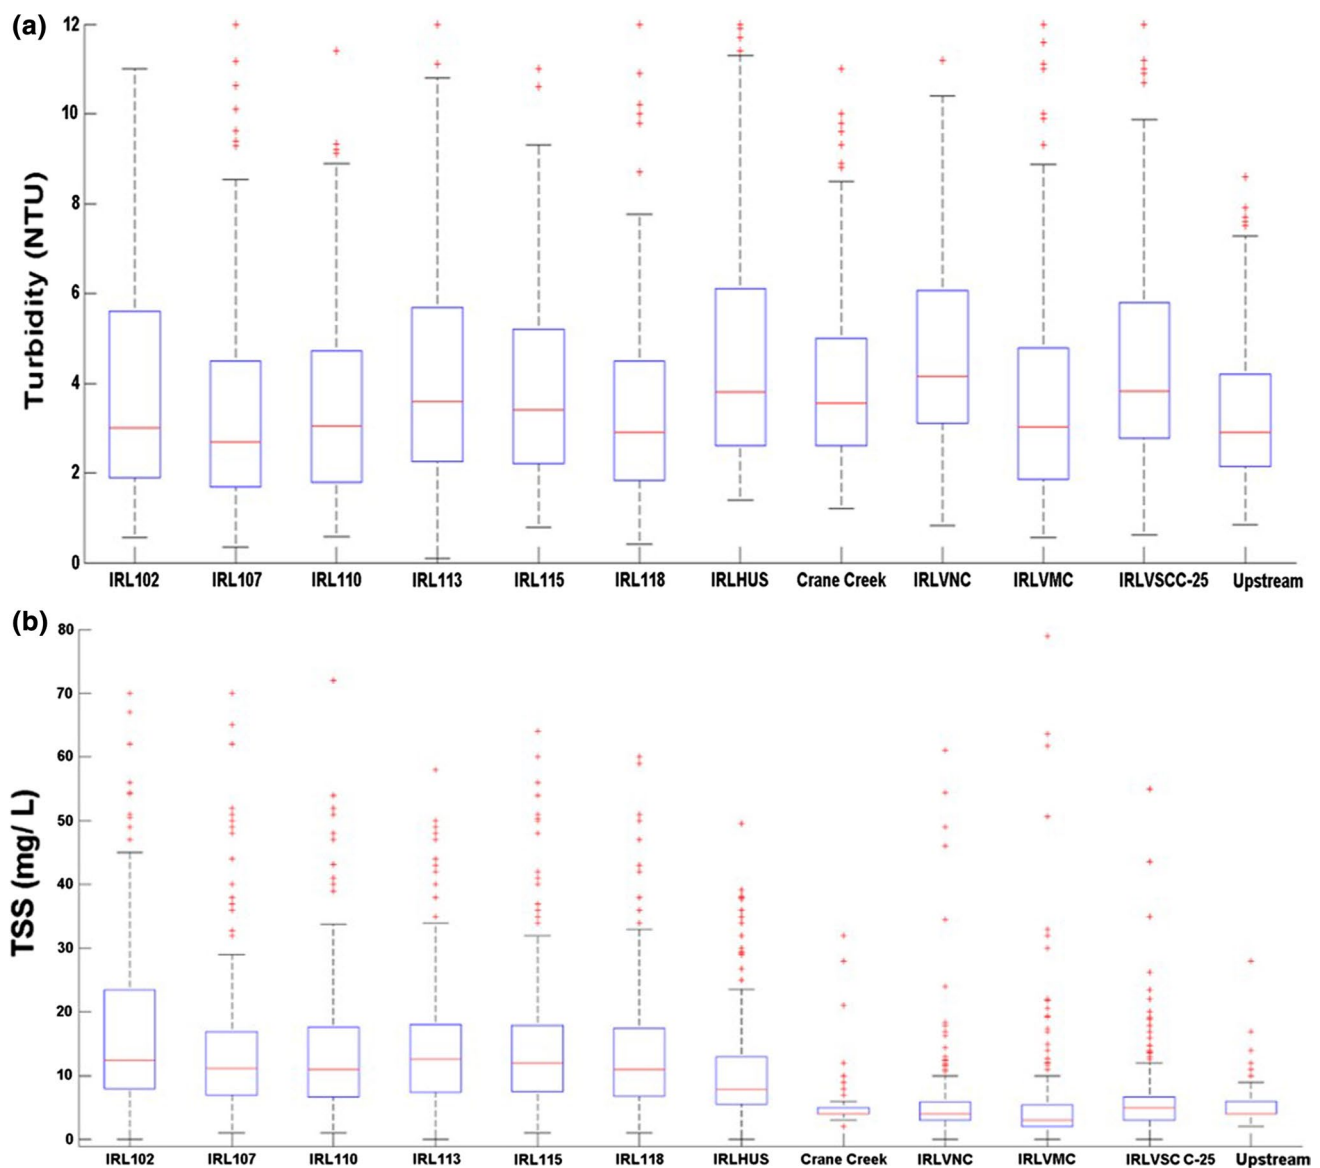 (a)
Turbidity (NTU)
12
10
8
6
4
2
0
IRL102 IRL107 IRL110 IRL113 IRL115 IRL118 IRLHUS Crane Creek IRLVNC IRLVMC IRLVSCC-25 Upstream
(b)
TSS (mg/ L)
80
70
60
50
40
30
20
10
0
IRL102 IRL107 IRL110 IRL113 IRL115 IRL118 IRLHUS Crane Creek IRLVNC IRLVMC IRLVSC C-25 Upstream